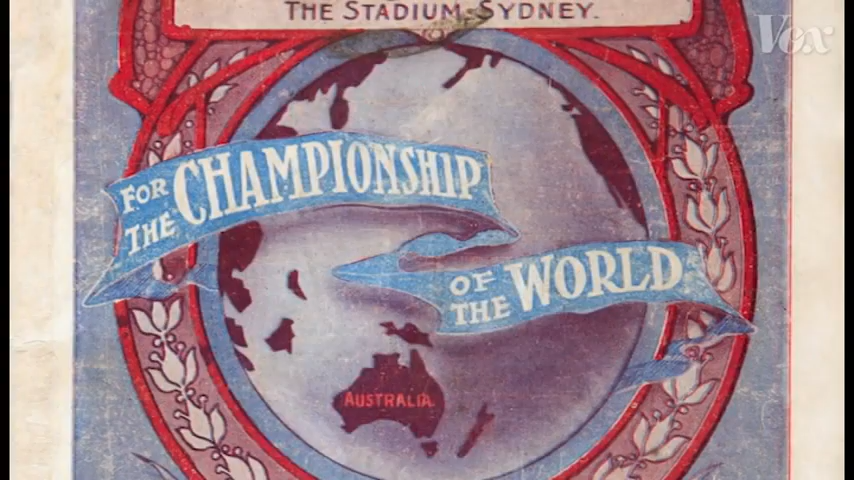 THE STADIUM, SYDNEY.
Vox
FOR THE CHAMPIONSHIP
OF THE WORLD
AUSTRALIA